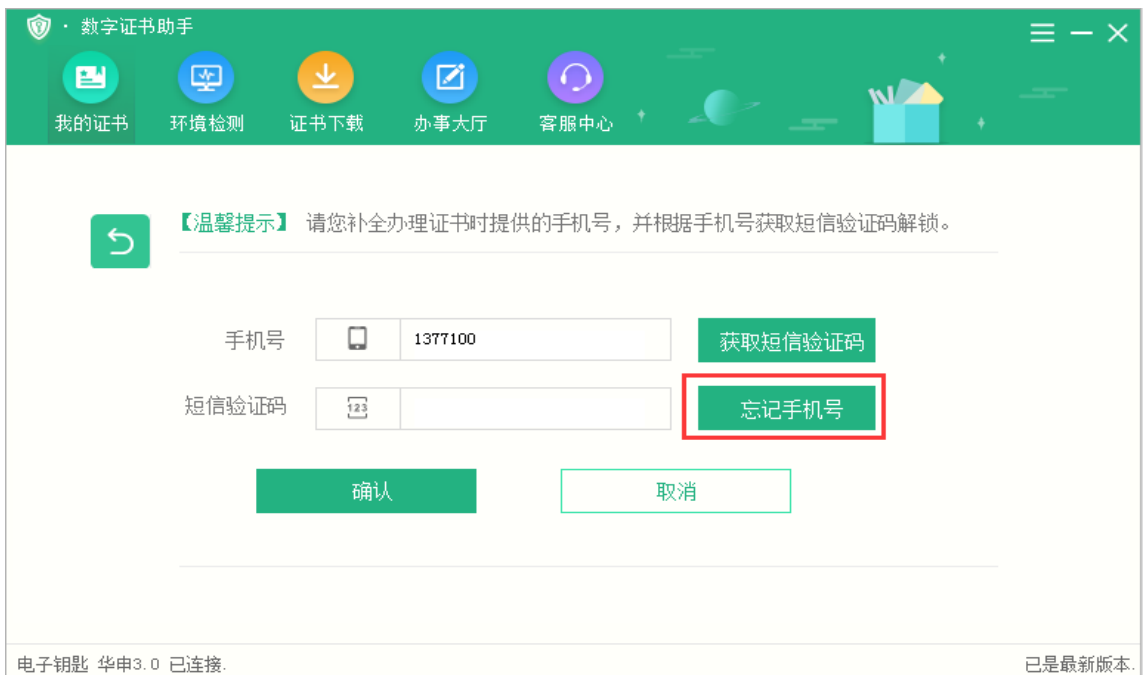 · 数字证书助手
我的证书 环境检测 证书下载 办事大厅 客服中心
【温馨提示】 请您补全办理证书时提供的手机号，并根据手机号获取短信验证码解锁。
手机号 1377100 获取短信验证码
短信验证码 123 忘记手机号
确认 取消
电子钥匙 华申3.0 已连接. 已是最新版本.